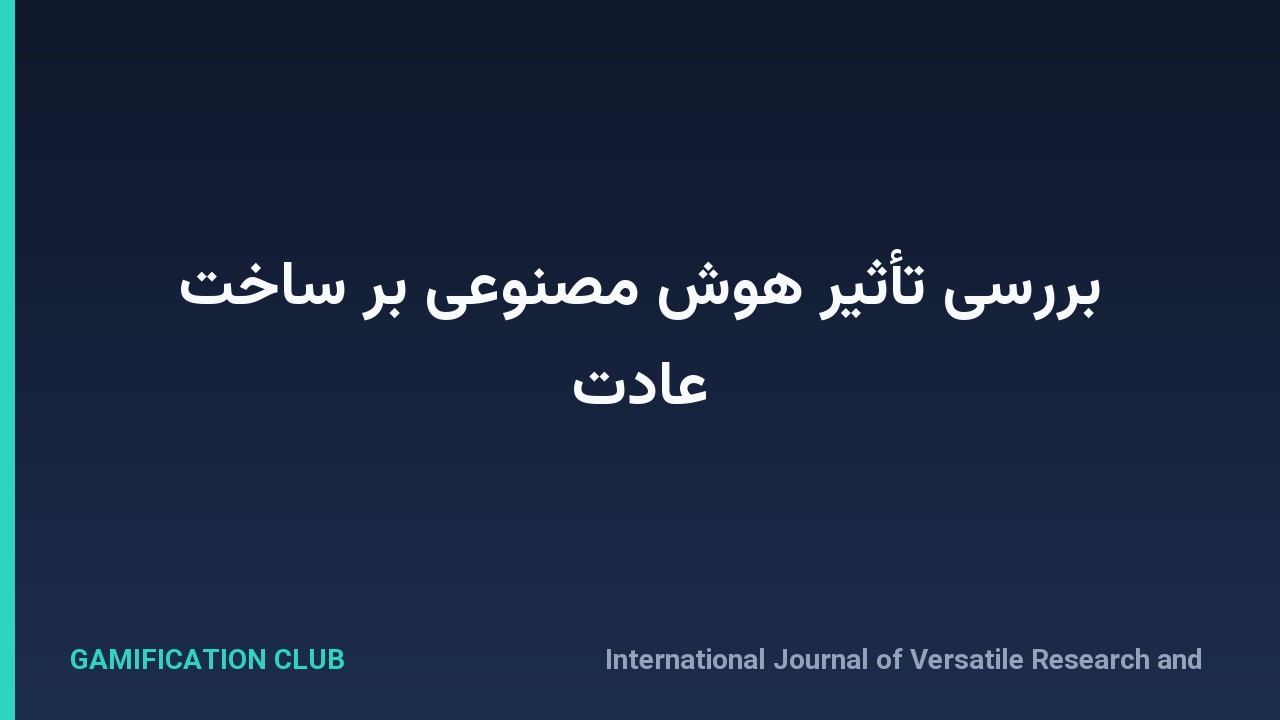 بررسی تأثیر هوش مصنوعی بر ساخت
عادت
GAMIFICATION CLUB
International Journal of Versatile Research and